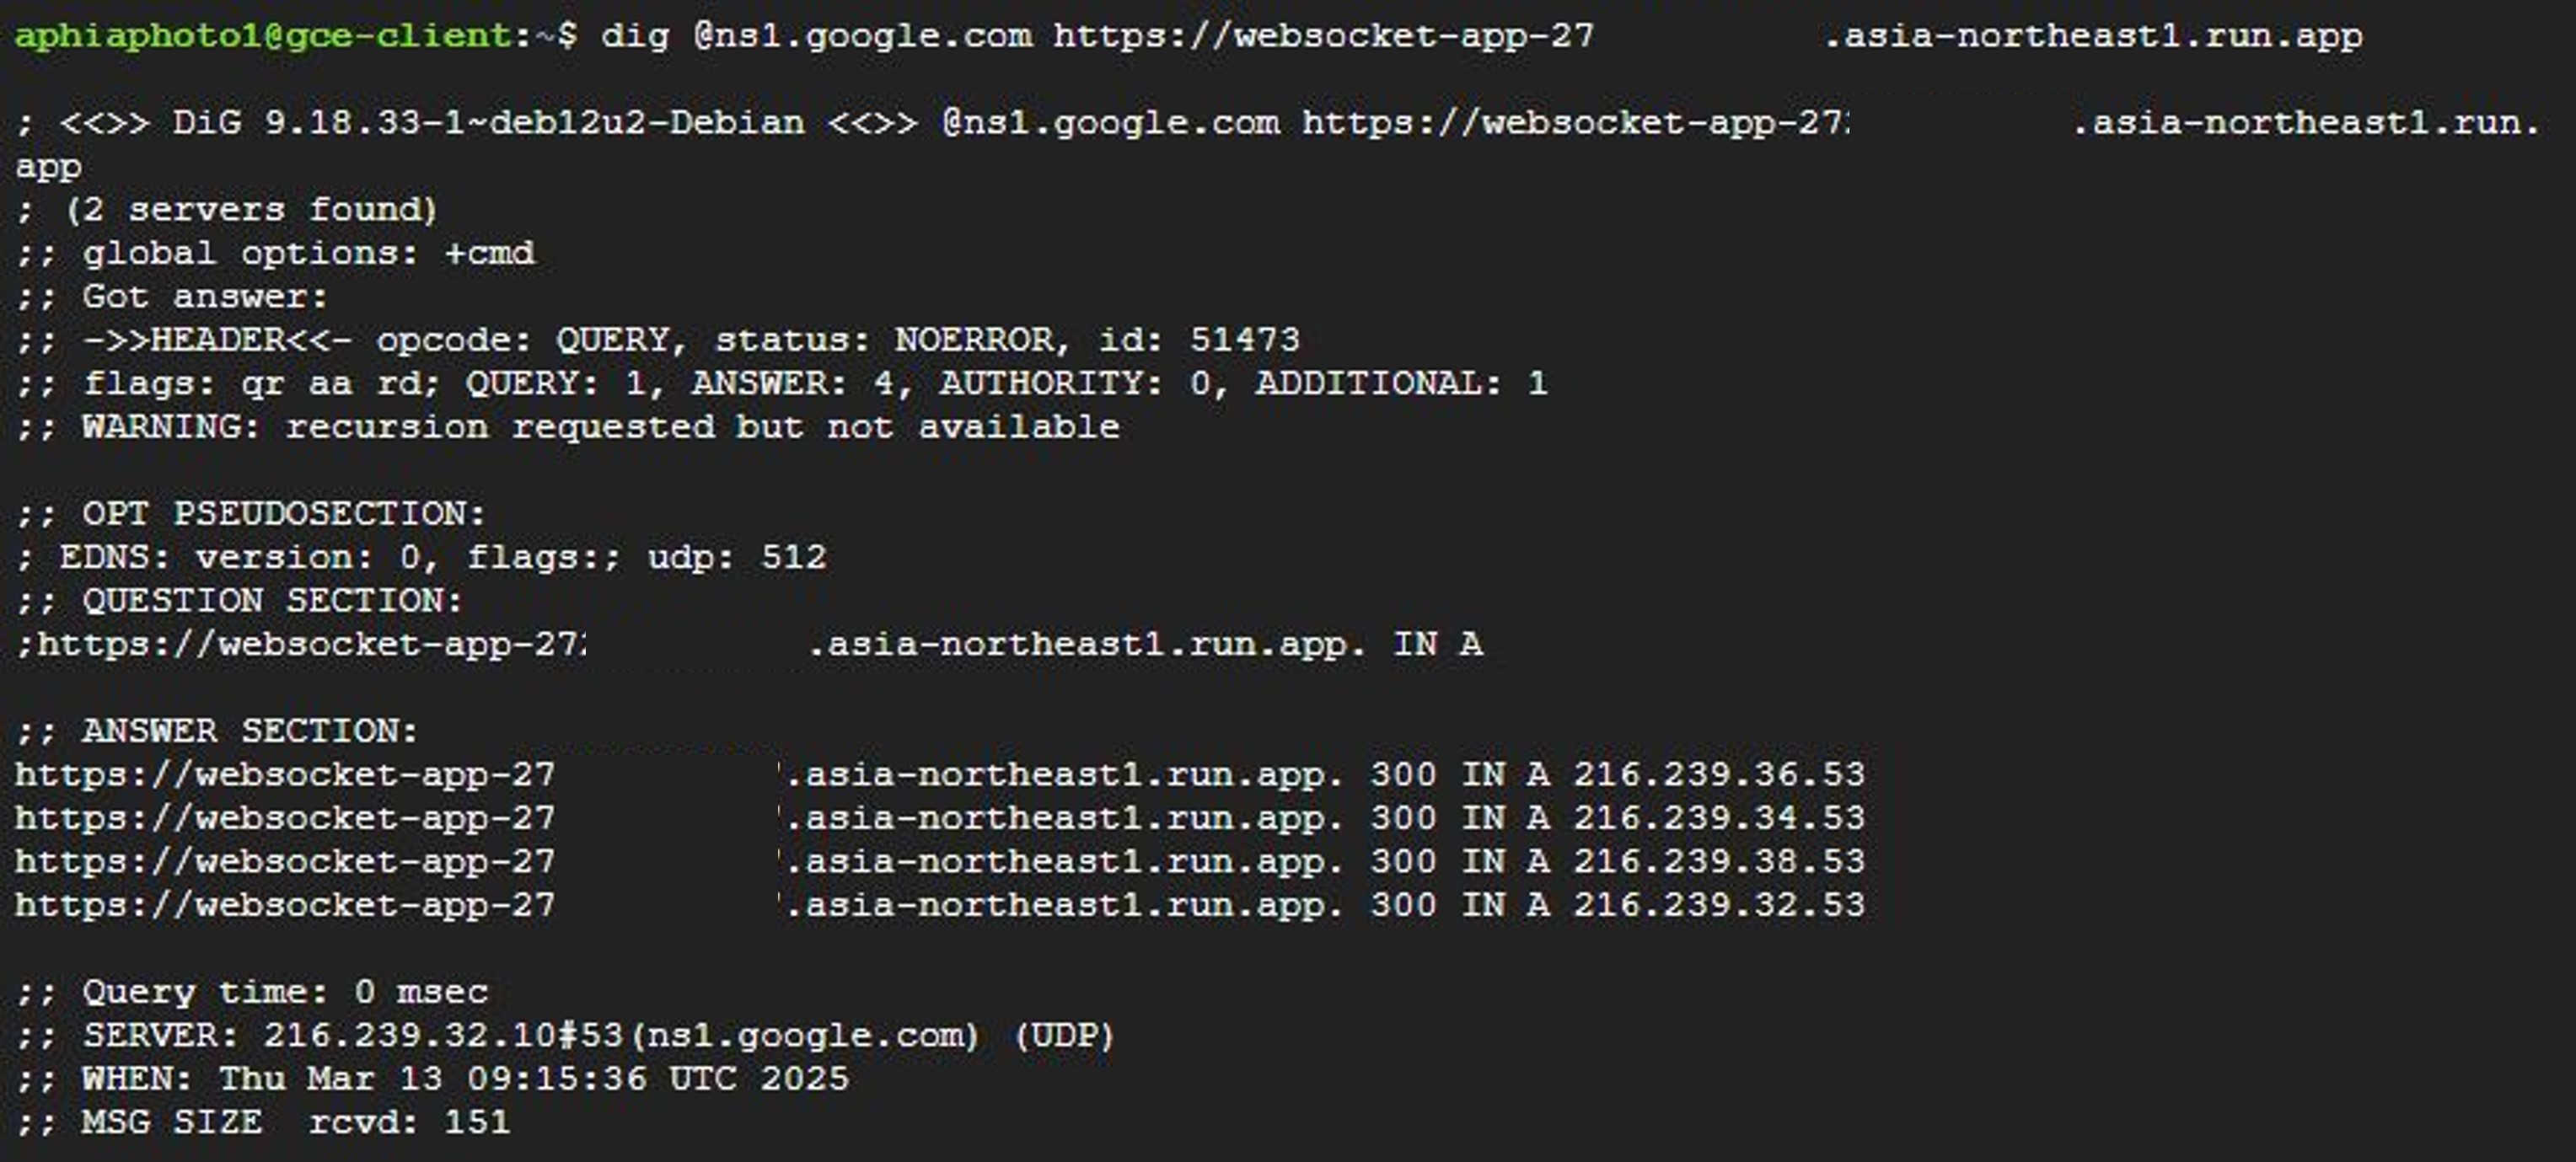 aphiaphoto1@gce-client:~$ dig @ns1.google.com https://websocket-app-27 .asia-northeast1.run.app
; <<>> DiG 9.18.33-1~deb12u2-Debian <<>> @ns1.google.com https://websocket-app-27 .asia-northeast1.run.
app
; (2 servers found)
;; global options: +cmd
;; Got answer:
;; ->>HEADER<<- opcode: QUERY, status: NOERROR, id: 51473
;; flags: qr aa rd; QUERY: 1, ANSWER: 4, AUTHORITY: 0, ADDITIONAL: 1
;; WARNING: recursion requested but not available
;; OPT PSEUDOSECTION:
; EDNS: version: 0, flags:; udp: 512
;; QUESTION SECTION:
;https://websocket-app-27 .asia-northeast1.run.app. IN A
;; ANSWER SECTION:
https://websocket-app-27 .asia-northeast1.run.app. 300 IN A 216.239.36.53
https://websocket-app-27 .asia-northeast1.run.app. 300 IN A 216.239.34.53
https://websocket-app-27 .asia-northeast1.run.app. 300 IN A 216.239.38.53
https://websocket-app-27 .asia-northeast1.run.app. 300 IN A 216.239.32.53
;; Query time: 0 msec
;; SERVER: 216.239.32.10#53(ns1.google.com) (UDP)
;; WHEN: Thu Mar 13 09:15:36 UTC 2025
;; MSG SIZE  rcvd: 151